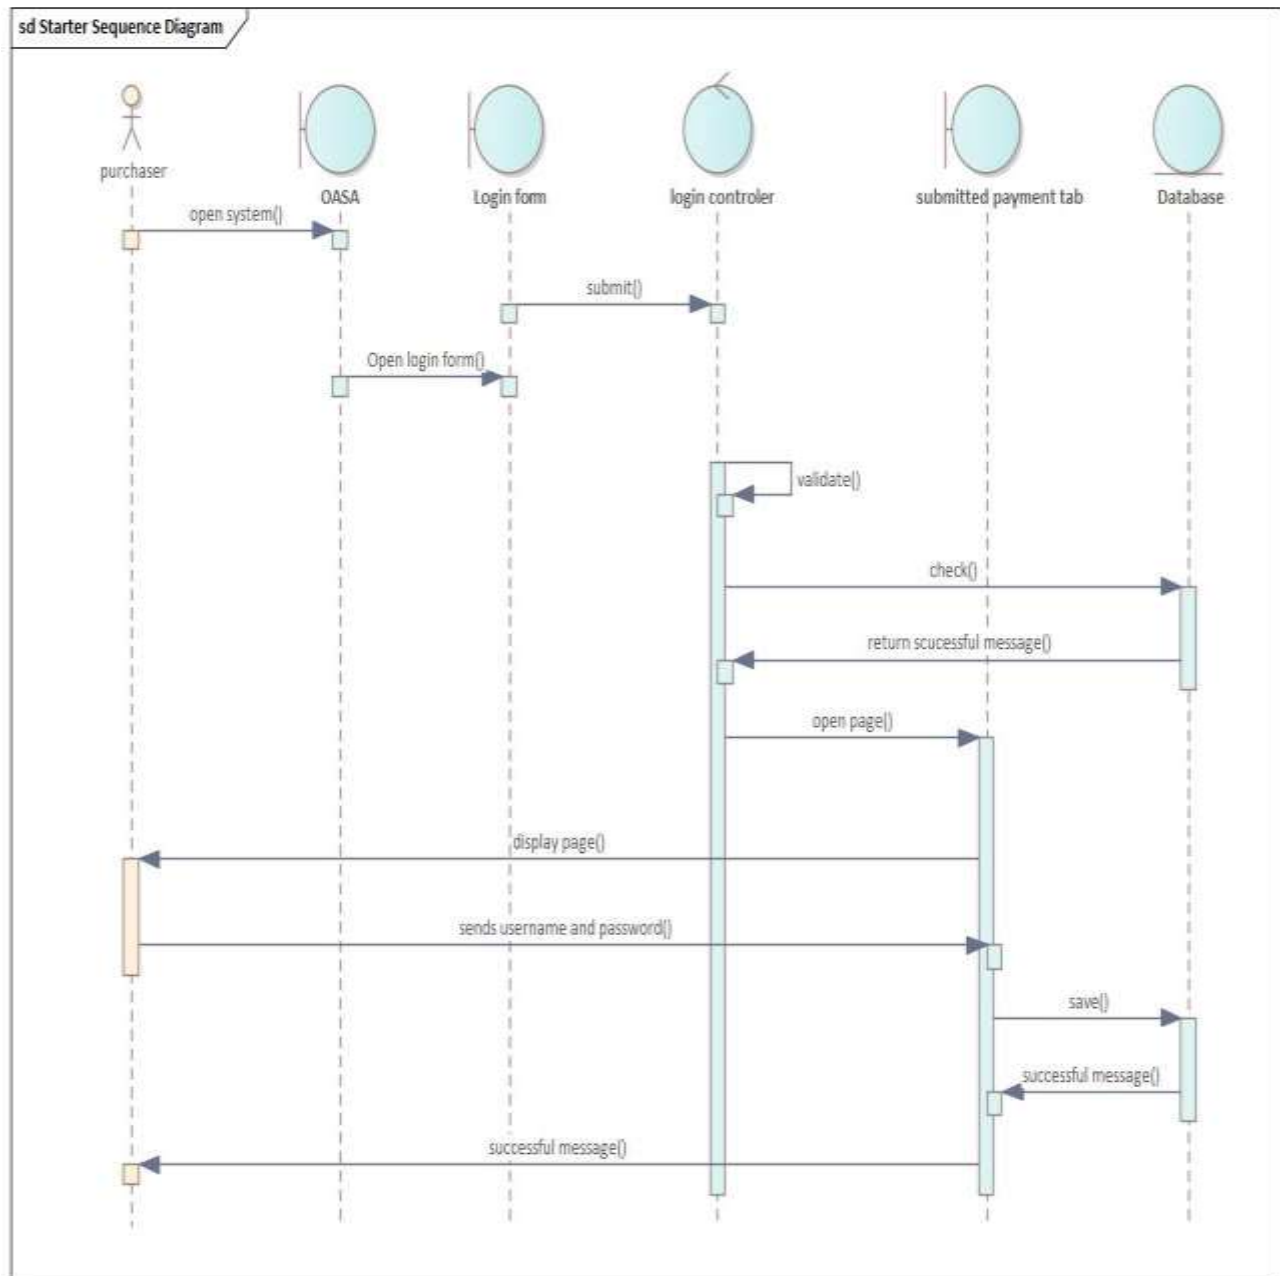 sd Starter Sequence Diagram
purchaser
OASA
Login form
login controler
submitted payment tab
Database
open system()
submit()
Open login form()
validate()
check()
return scucessful message()
open page()
display page()
sends username and password()
save()
successful message()
successful message()